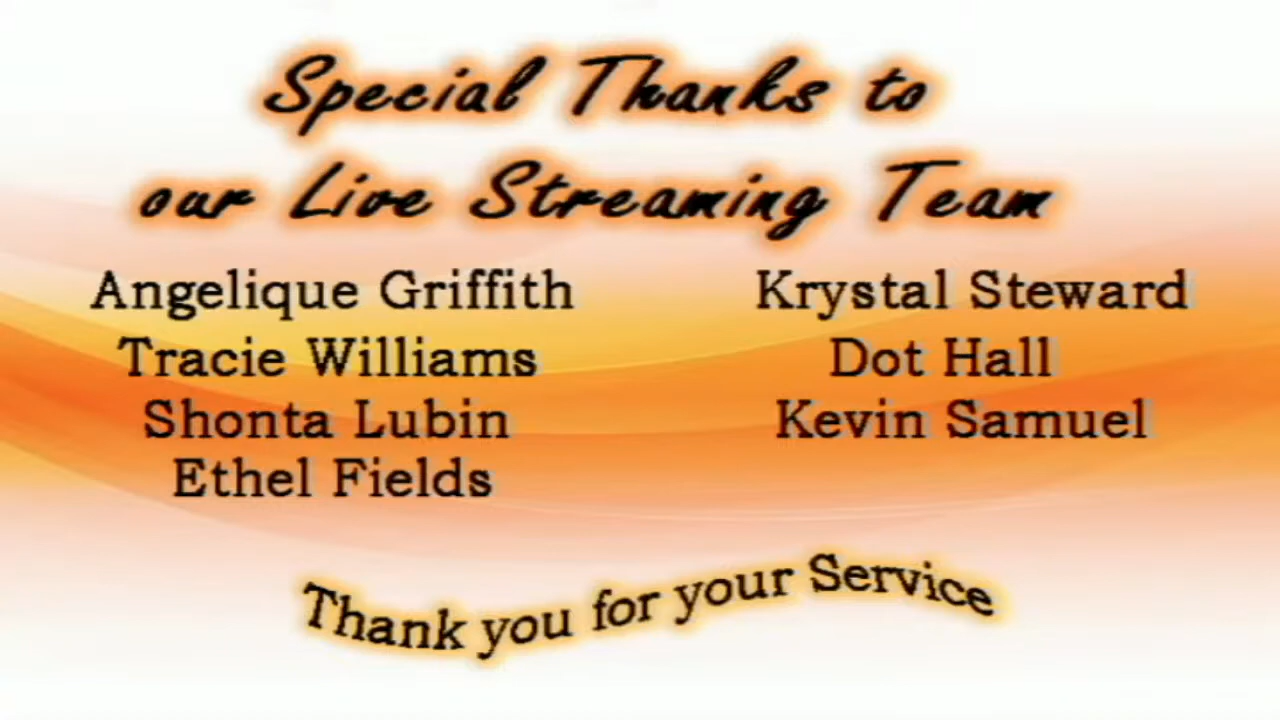 Special Thanks to
our Live Streaming Team
Angelique Griffith
Tracie Williams
Shonta Lubin
Ethel Fields
Krystal Steward
Dot Hall
Kevin Samuel
Thank you for your Service